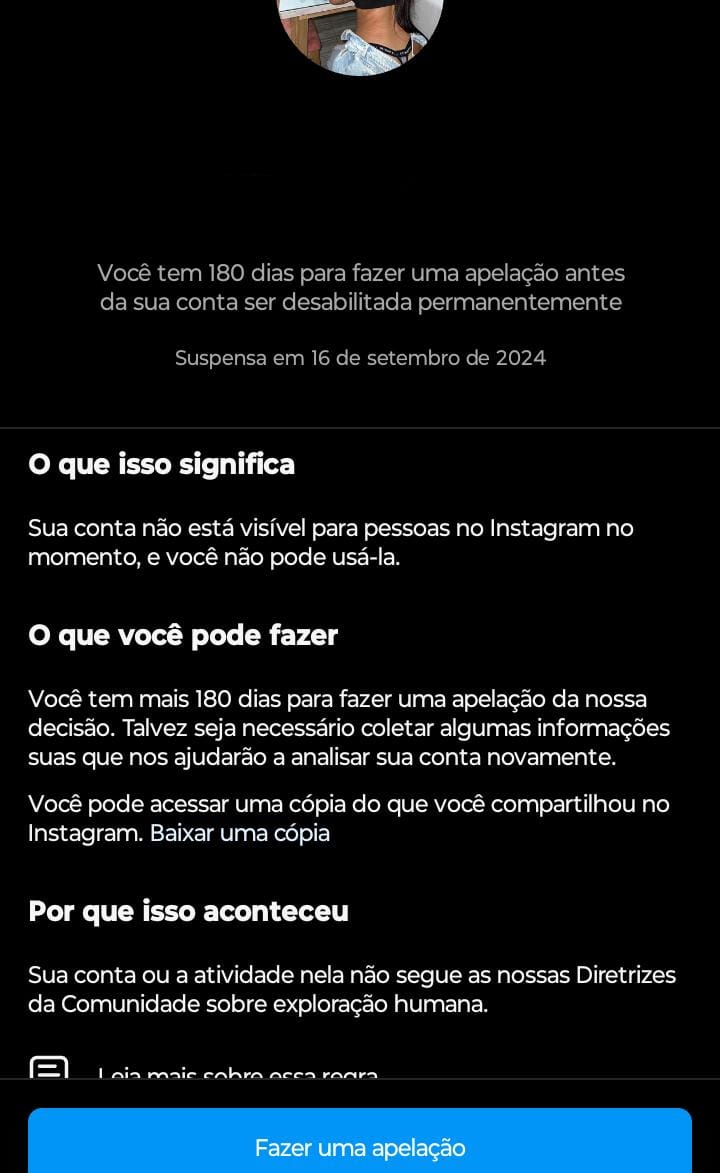 Você tem 180 dias para fazer uma apelação antes
da sua conta ser desabilitada permanentemente
Suspensa em 16 de setembro de 2024
O que isso significa
Sua conta não está visível para pessoas no Instagram no
momento, e você não pode usá-la.
O que você pode fazer
Você tem mais 180 dias para fazer uma apelação da nossa
decisão. Talvez seja necessário coletar algumas informações
suas que nos ajudarão a analisar sua conta novamente.
Você pode acessar uma cópia do que você compartilhou no
Instagram. Baixar uma cópia
Por que isso aconteceu
Sua conta ou a atividade nela não segue as nossas Diretrizes
da Comunidade sobre exploração humana.
Leia mais sobre essa regra
Fazer uma apelação